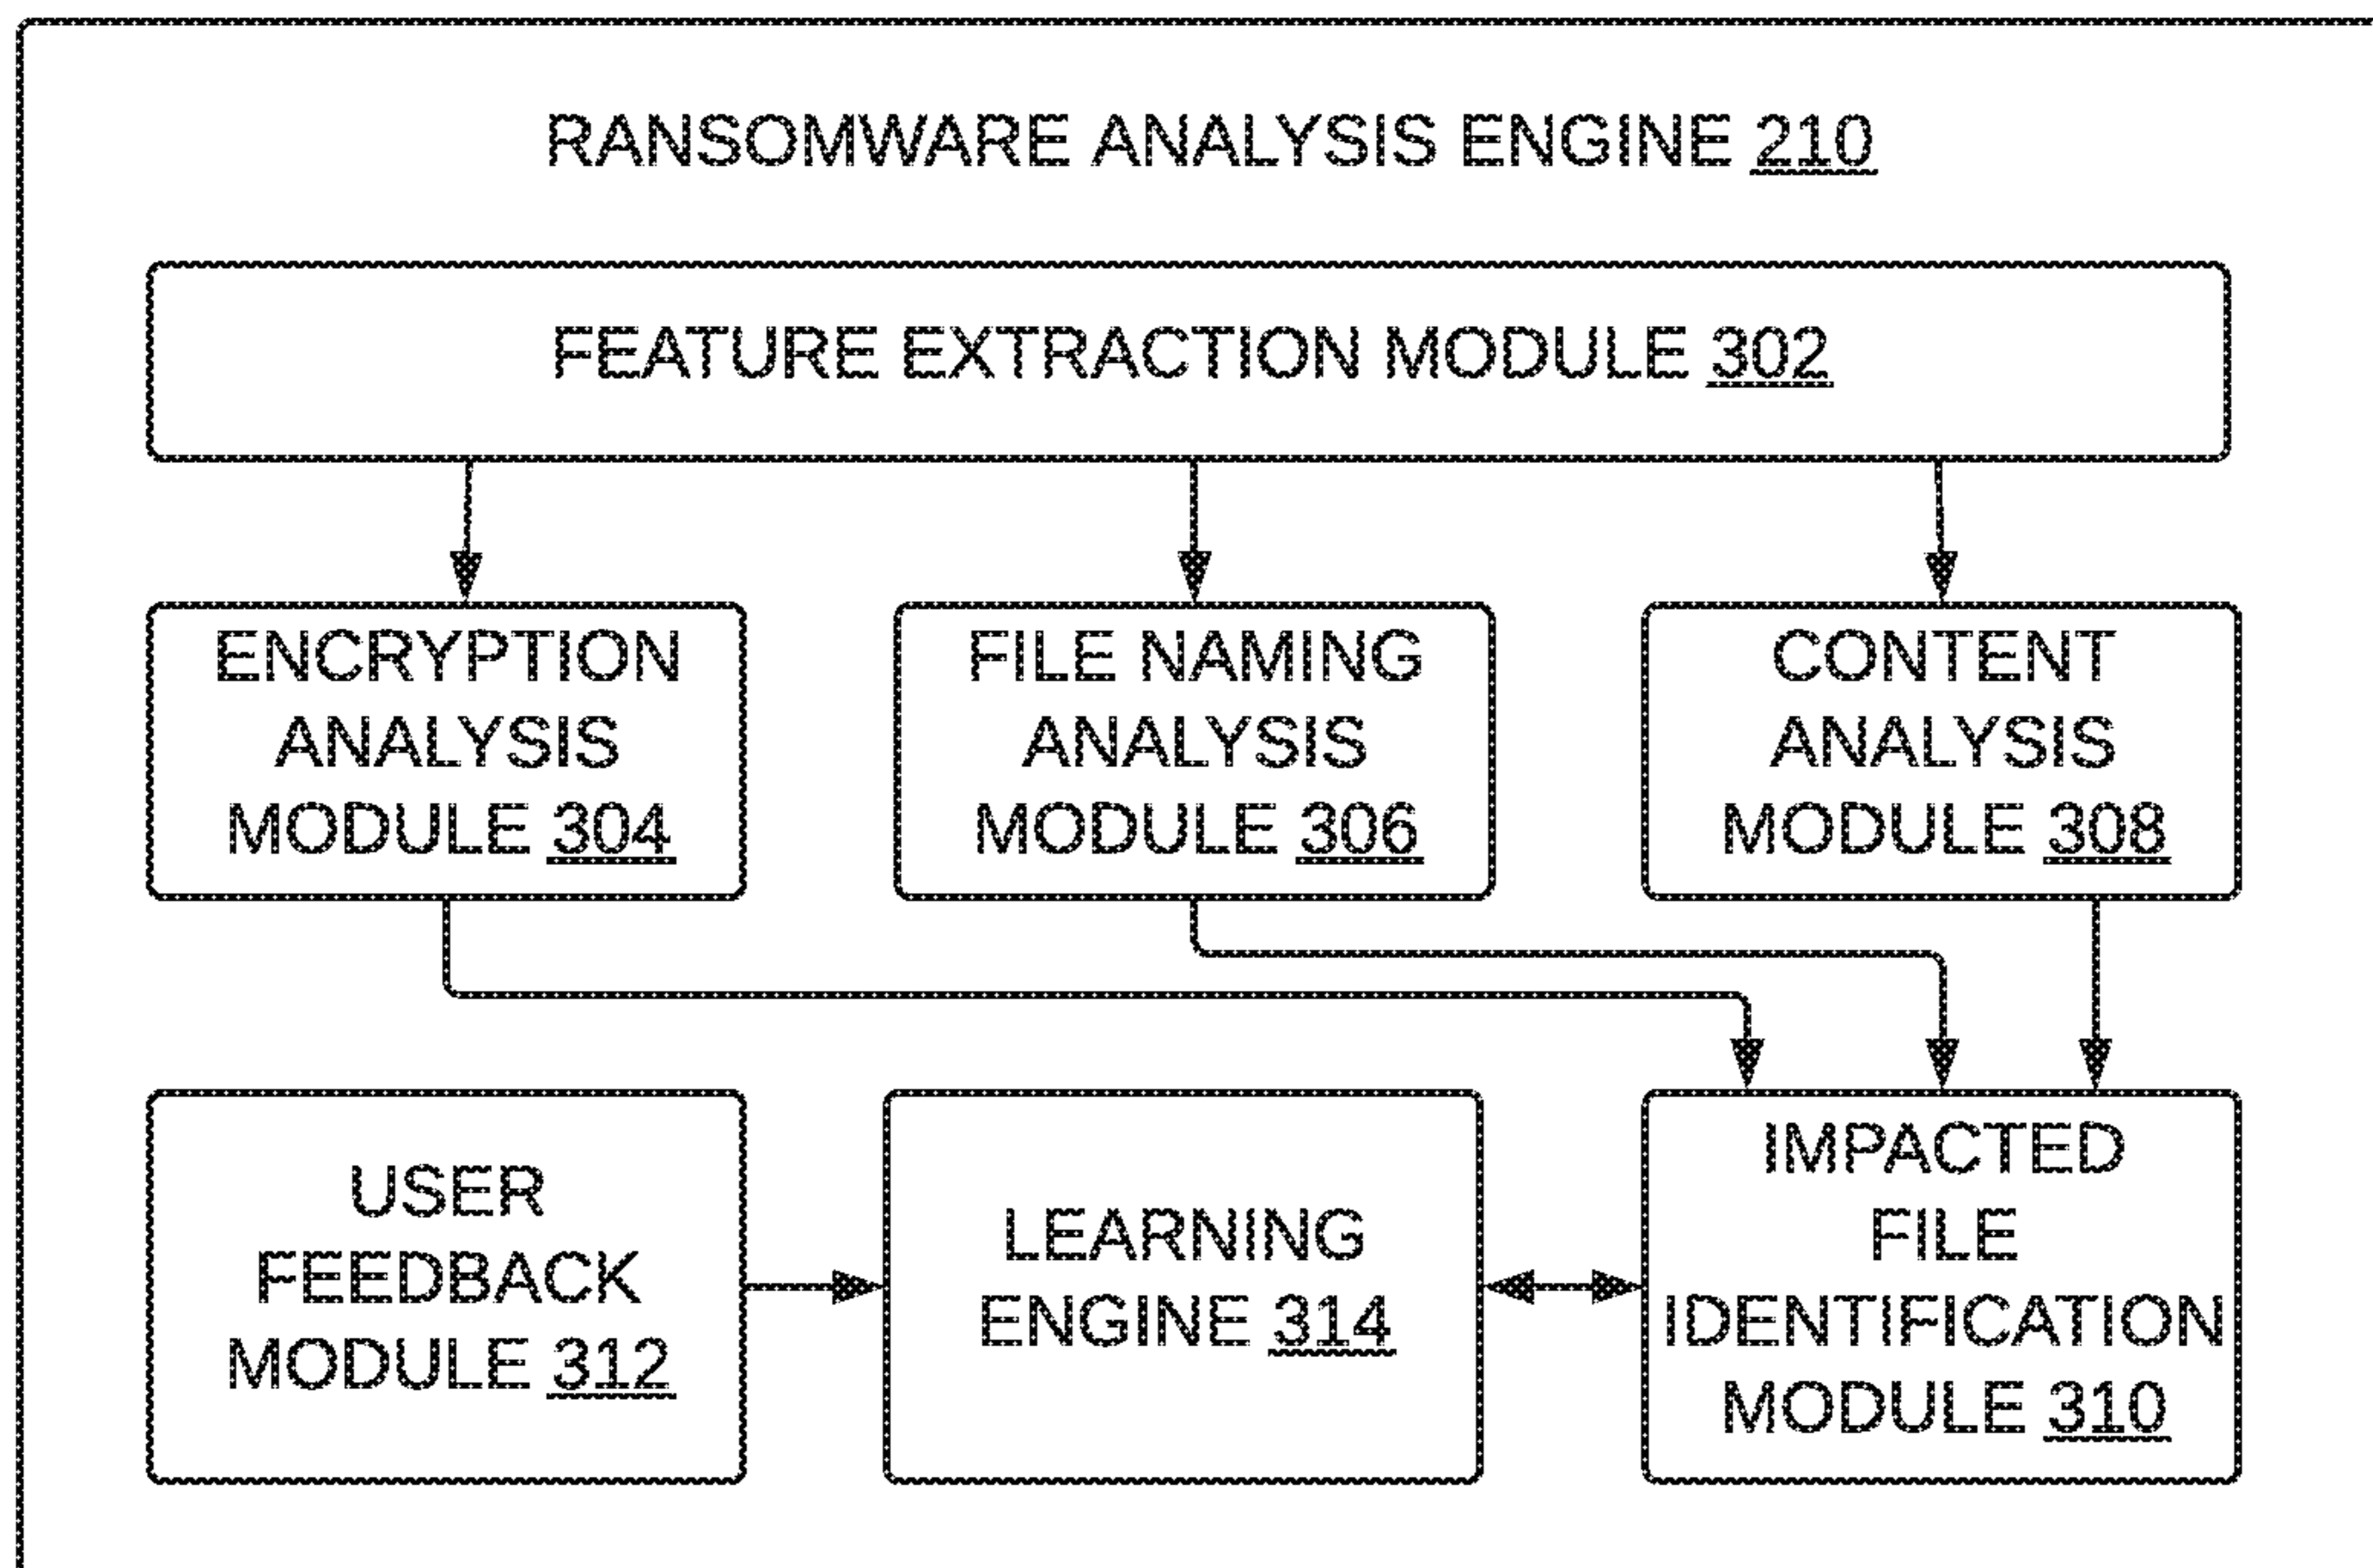 RANSOMWARE ANALYSIS ENGINE 210
FEATURE EXTRACTION MODULE 302
ENCRYPTION
ANALYSIS
MODULE 304
FILE NAMING
ANALYSIS
MODULE 306
CONTENT
ANALYSIS
MODULE 308
USER
FEEDBACK
MODULE 312
LEARNING
ENGINE 314
IMPACTED
FILE
IDENTIFICATION
MODULE 310